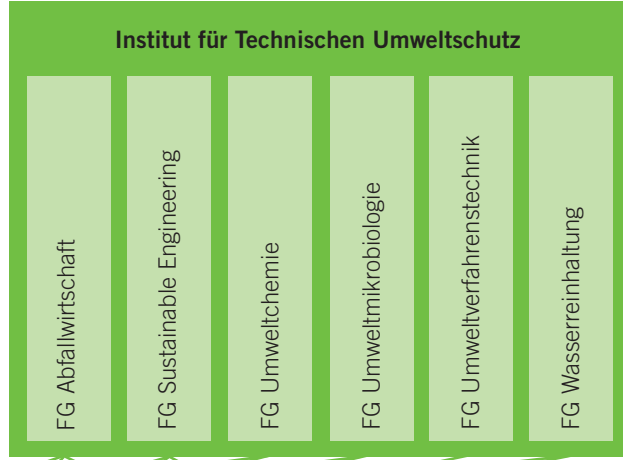 Institut für Technischen Umweltschutz
FG Abfallwirtschaft
FG Sustainable Engineering
FG Umweltchemie
FG Umweltmikrobiologie
FG Umweltverfahrenstechnik
FG Wasserreinhaltung